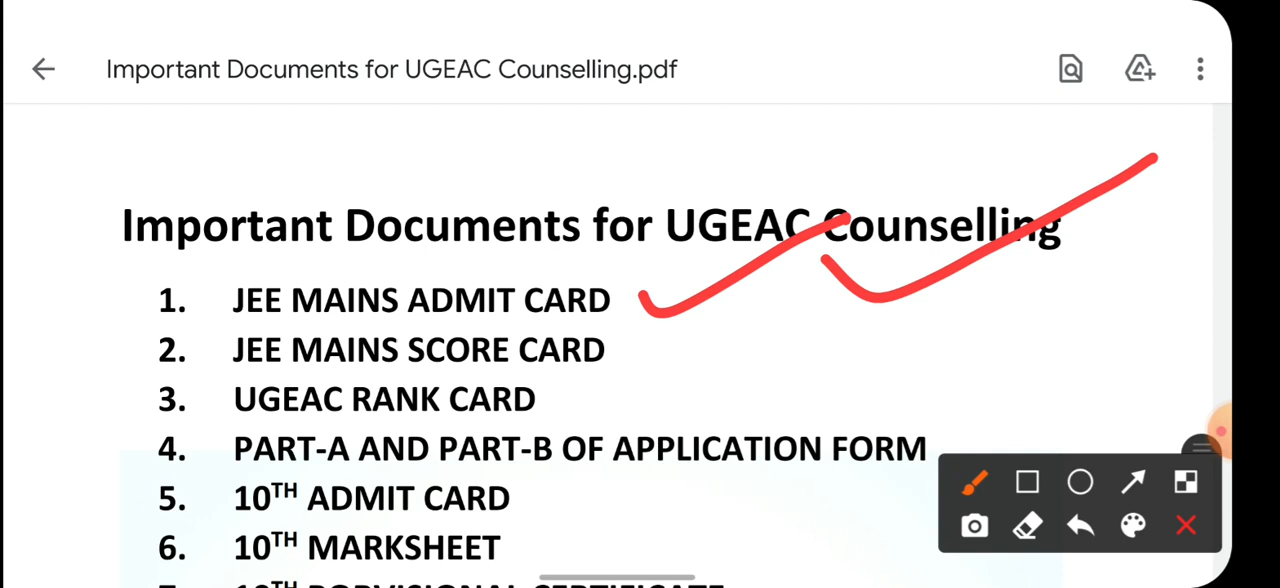 Important Documents for UGEAC Counselling.pdf
Important Documents for UGEAC Counselling
1. JEE MAINS ADMIT CARD
2. JEE MAINS SCORE CARD
3. UGEAC RANK CARD
4. PART-A AND PART-B OF APPLICATION FORM
5. 10TH ADMIT CARD
6. 10TH MARKSHEET